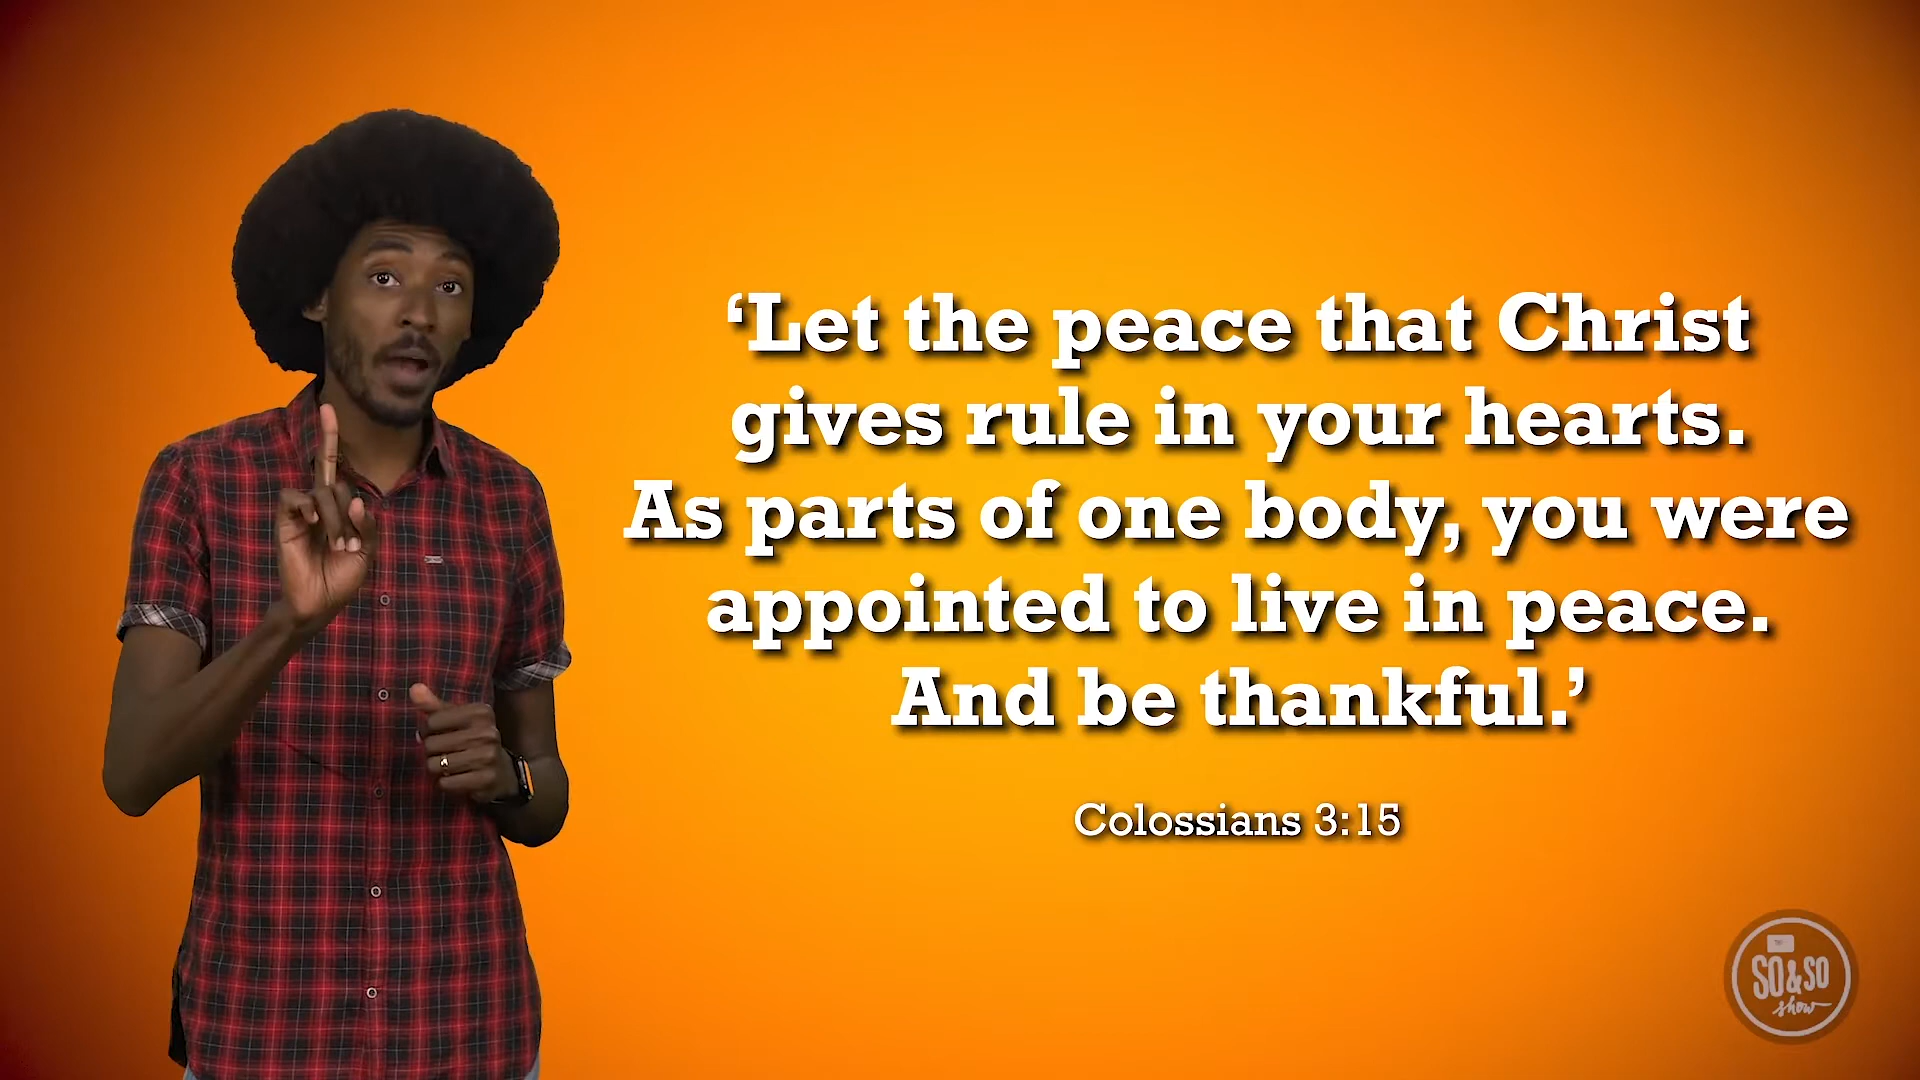 ‘Let the peace that Christ
gives rule in your hearts.
As parts of one body, you were
appointed to live in peace.
And be thankful.’
Colossians 3:15
SO & SO
show